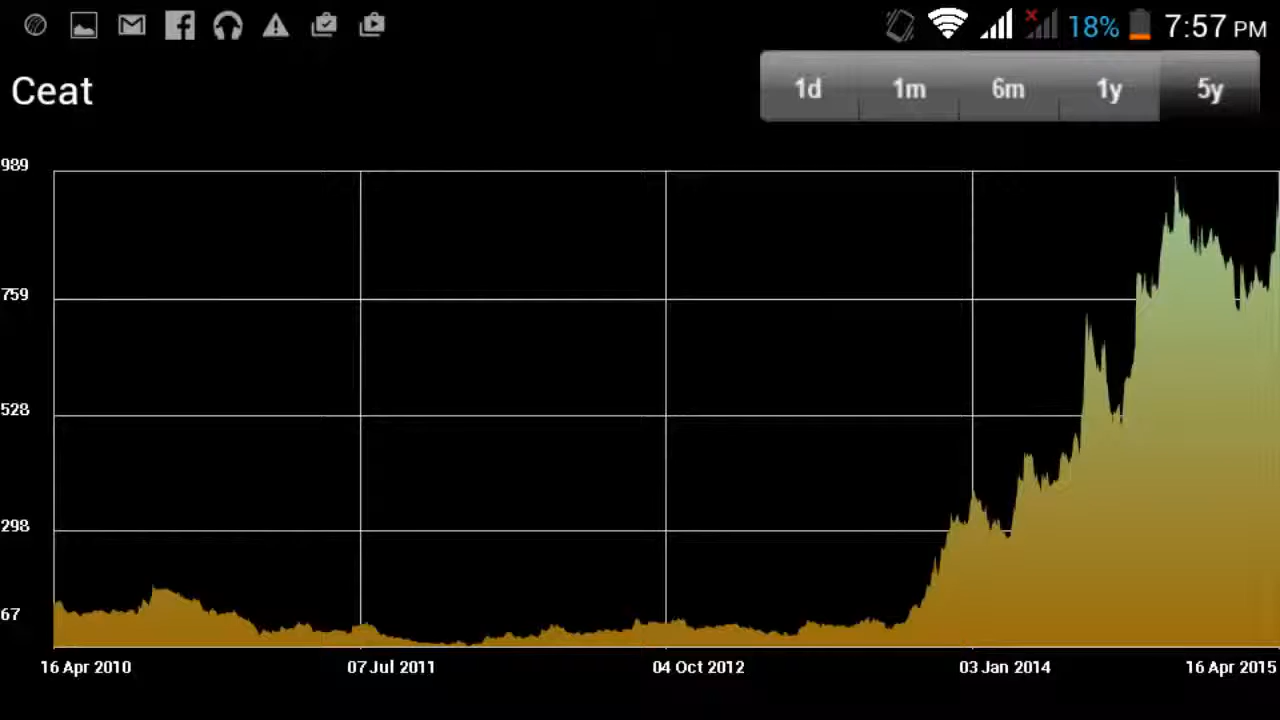 18% 7:57 PM
Ceat
1d 1m 6m 1y 5y
989
759
528
298
67
16 Apr 2010 07 Jul 2011 04 Oct 2012 03 Jan 2014 16 Apr 2015